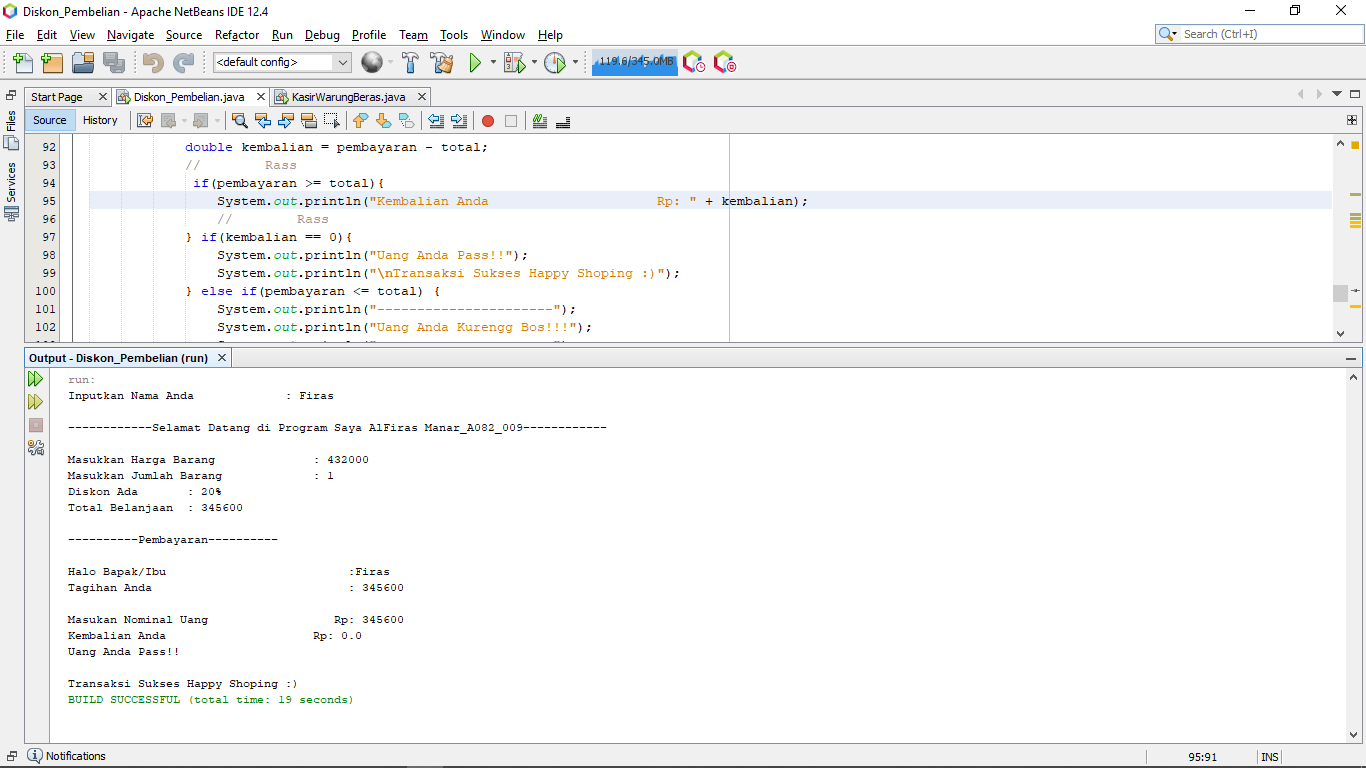 Diskon_Pembelian - Apache NetBeans IDE 12.4
File Edit View Navigate Source Refactor Run Debug Profile Team Tools Window Help
Search (Ctrl+I)
<default config>
119.6/345.0MB
Start Page Diskon_Pembelian.java KasirWarungBeras.java
Files
Services
Source History
92 double kembalian = pembayaran - total;
93 // Rass
94 if(pembayaran >= total){
95 System.out.println("Kembalian Anda                     Rp: " + kembalian);
96 // Rass
97 } if(kembalian == 0){
98 System.out.println("Uang Anda Pass!!");
99 System.out.println("\nTransaksi Sukses Happy Shoping :)");
100 } else if(pembayaran <= total) {
101 System.out.println("----------------------");
102 System.out.println("Uang Anda Kurengg Bos!!!");
Output - Diskon_Pembelian (run)
run:
Inputkan Nama Anda             : Firas
------------Selamat Datang di Program Saya AlFiras Manar_A082_009------------
Masukkan Harga Barang              : 432000
Masukkan Jumlah Barang             : 1
Diskon Ada       : 20%
Total Belanjaan  : 345600
----------Pembayaran----------
Halo Bapak/Ibu                          :Firas
Tagihan Anda                            : 345600
Masukan Nominal Uang                  Rp: 345600
Kembalian Anda                     Rp: 0.0
Uang Anda Pass!!
Transaksi Sukses Happy Shoping :)
BUILD SUCCESSFUL (total time: 19 seconds)
Notifications
95:91 INS